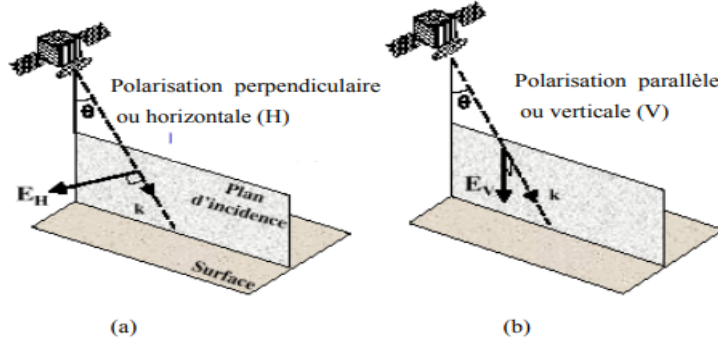 Polarisation perpendiculaire
ou horizontale (H)
θ
E_H
k
Plan
d'incidence
Surface
(a)
Polarisation parallèle
ou verticale (V)
θ
E_V
k
(b)